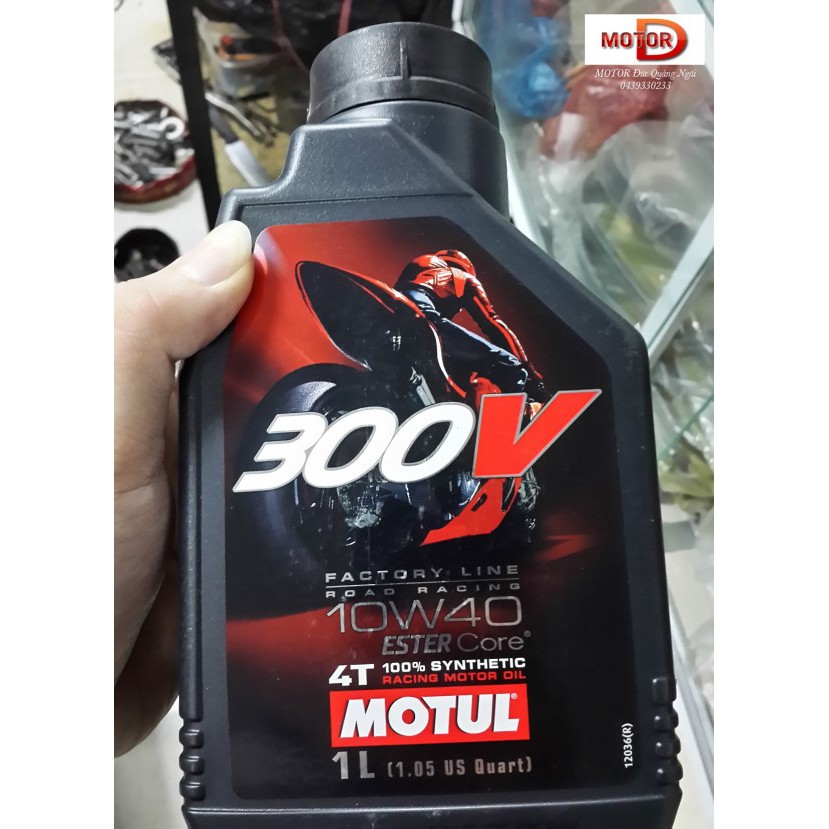 MOTOR D
MOTOR Đức Quảng Ngãi
0439330233
300V
FACTORY LINE
ROAD RACING
10W40
ESTER Core®
4T 100% SYNTHETIC
RACING MOTOR OIL
MOTUL®
1L (1.05 US Quart)
12036(R)